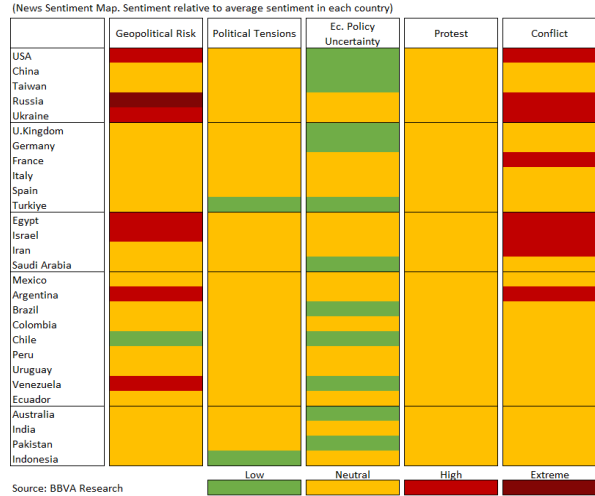 (News Sentiment Map. Sentiment relative to average sentiment in each country)
Geopolitical Risk
Political Tensions
Ec. Policy
Uncertainty
Protest
Conflict
USA
China
Taiwan
Russia
Ukraine
U.Kingdom
Germany
France
Italy
Spain
Turkiye
Egypt
Israel
Iran
Saudi Arabia
Mexico
Argentina
Brazil
Colombia
Chile
Peru
Uruguay
Venezuela
Ecuador
Australia
India
Pakistan
Indonesia
Low
Neutral
High
Extreme
Source: BBVA Research